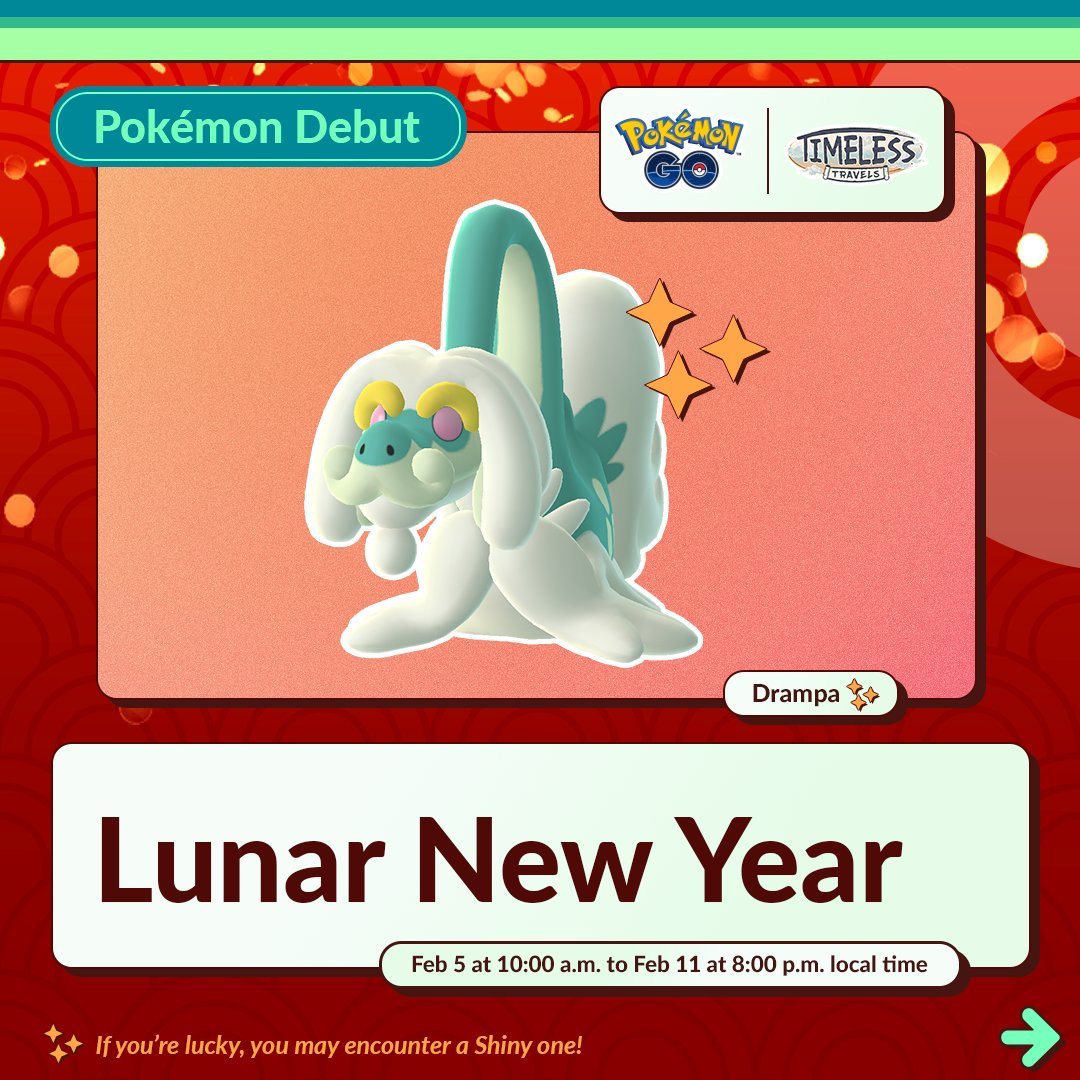 Pokémon Debut
POKÉMON
GO
TIMELESS
TRAVELS
Drampa
Lunar New Year
Feb 5 at 10:00 a.m. to Feb 11 at 8:00 p.m. local time
If you're lucky, you may encounter a Shiny one!